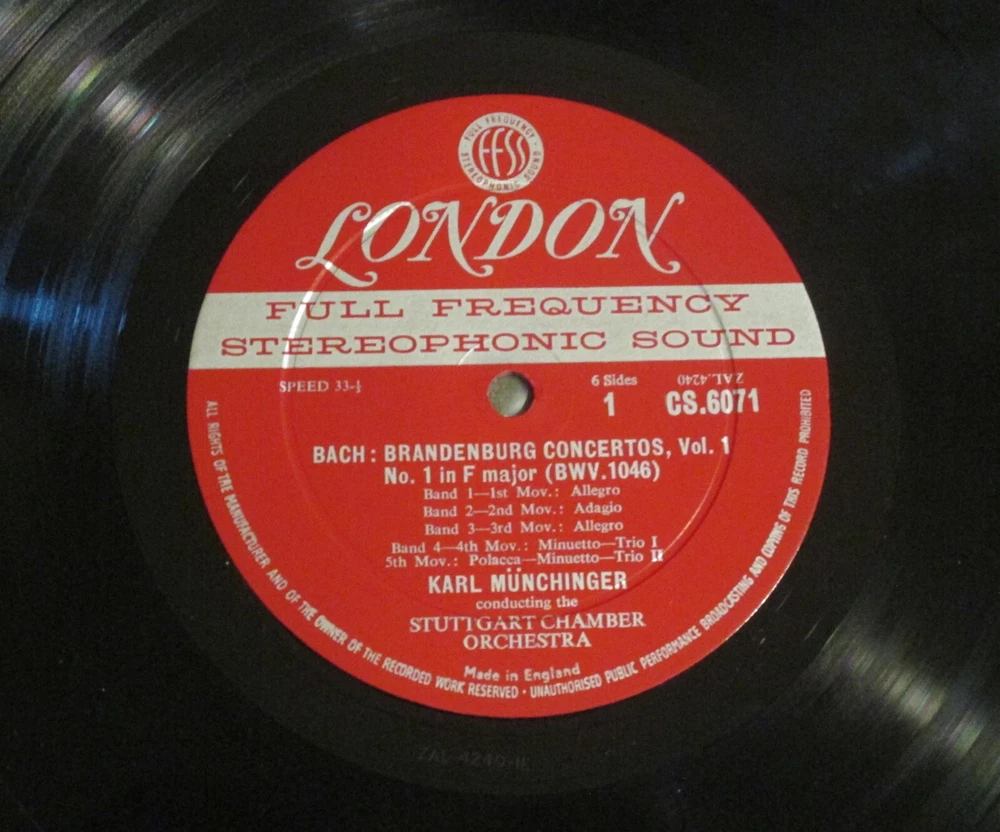 FULL FREQUENCY · STEREOPHONIC SOUND ·
FFSS
LONDON
FULL FREQUENCY
STEREOPHONIC SOUND
SPEED 33-⅓
6 Sides
1
ZAL.4240
CS.6071
BACH : BRANDENBURG CONCERTOS, Vol. 1
No. 1 in F major (BWV.1046)
Band 1—1st Mov.: Allegro
Band 2—2nd Mov.: Adagio
Band 3—3rd Mov.: Allegro
Band 4—4th Mov.: Minuetto—Trio I
5th Mov.: Polacca—Minuetto—Trio II
KARL MÜNCHINGER
conducting the
STUTTGART CHAMBER
ORCHESTRA
Made in England
ALL RIGHTS OF THE MANUFACTURER AND OF THE OWNER OF THE RECORDED WORK RESERVED · UNAUTHORISED PUBLIC PERFORMANCE BROADCASTING AND COPYING OF THIS RECORD PROHIBITED